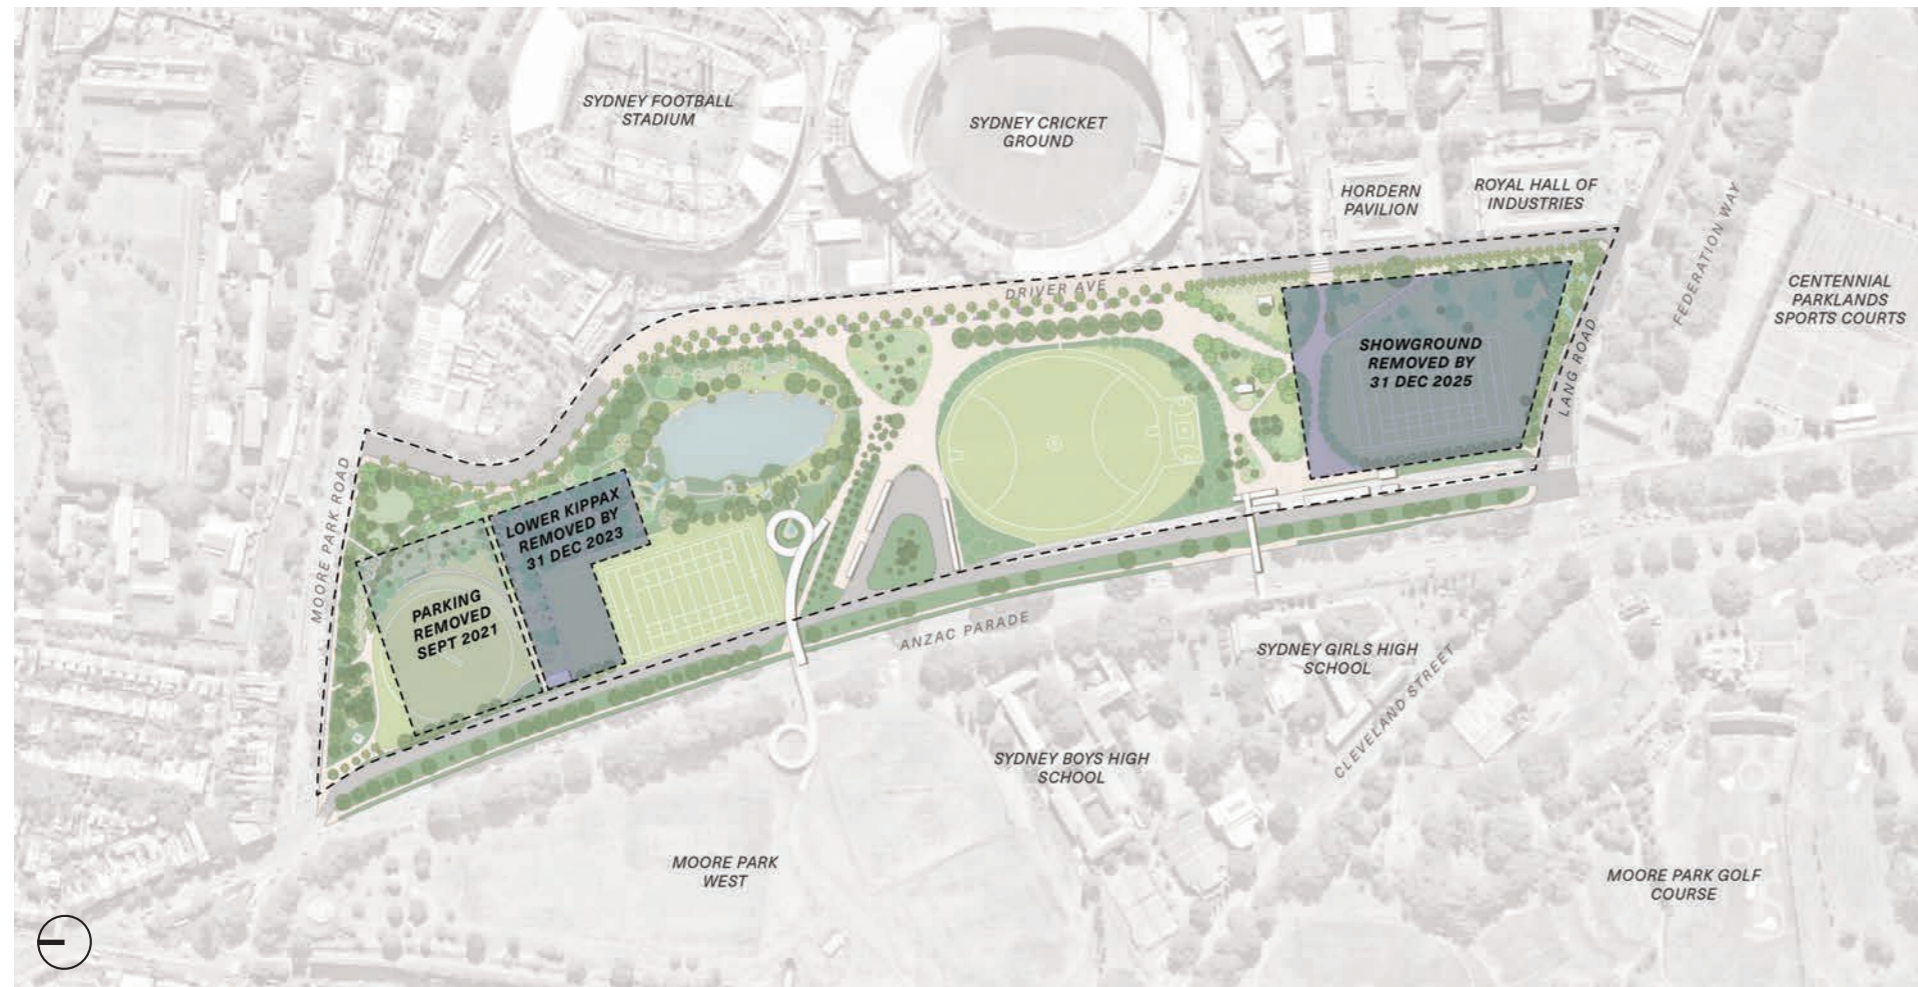 SYDNEY FOOTBALL
STADIUM
SYDNEY CRICKET
GROUND
HORDERN
PAVILION
ROYAL HALL OF
INDUSTRIES
FEDERATION WAY
CENTENNIAL
PARKLANDS
SPORTS COURTS
DRIVER AVE
SHOWGROUND
REMOVED BY
31 DEC 2025
LANG ROAD
MOORE PARK ROAD
LOWER KIPPAX
REMOVED BY
31 DEC 2023
PARKING
REMOVED
SEPT 2021
ANZAC PARADE
SYDNEY GIRLS HIGH
SCHOOL
CLEVELAND STREET
SYDNEY BOYS HIGH
SCHOOL
MOORE PARK
WEST
MOORE PARK GOLF
COURSE